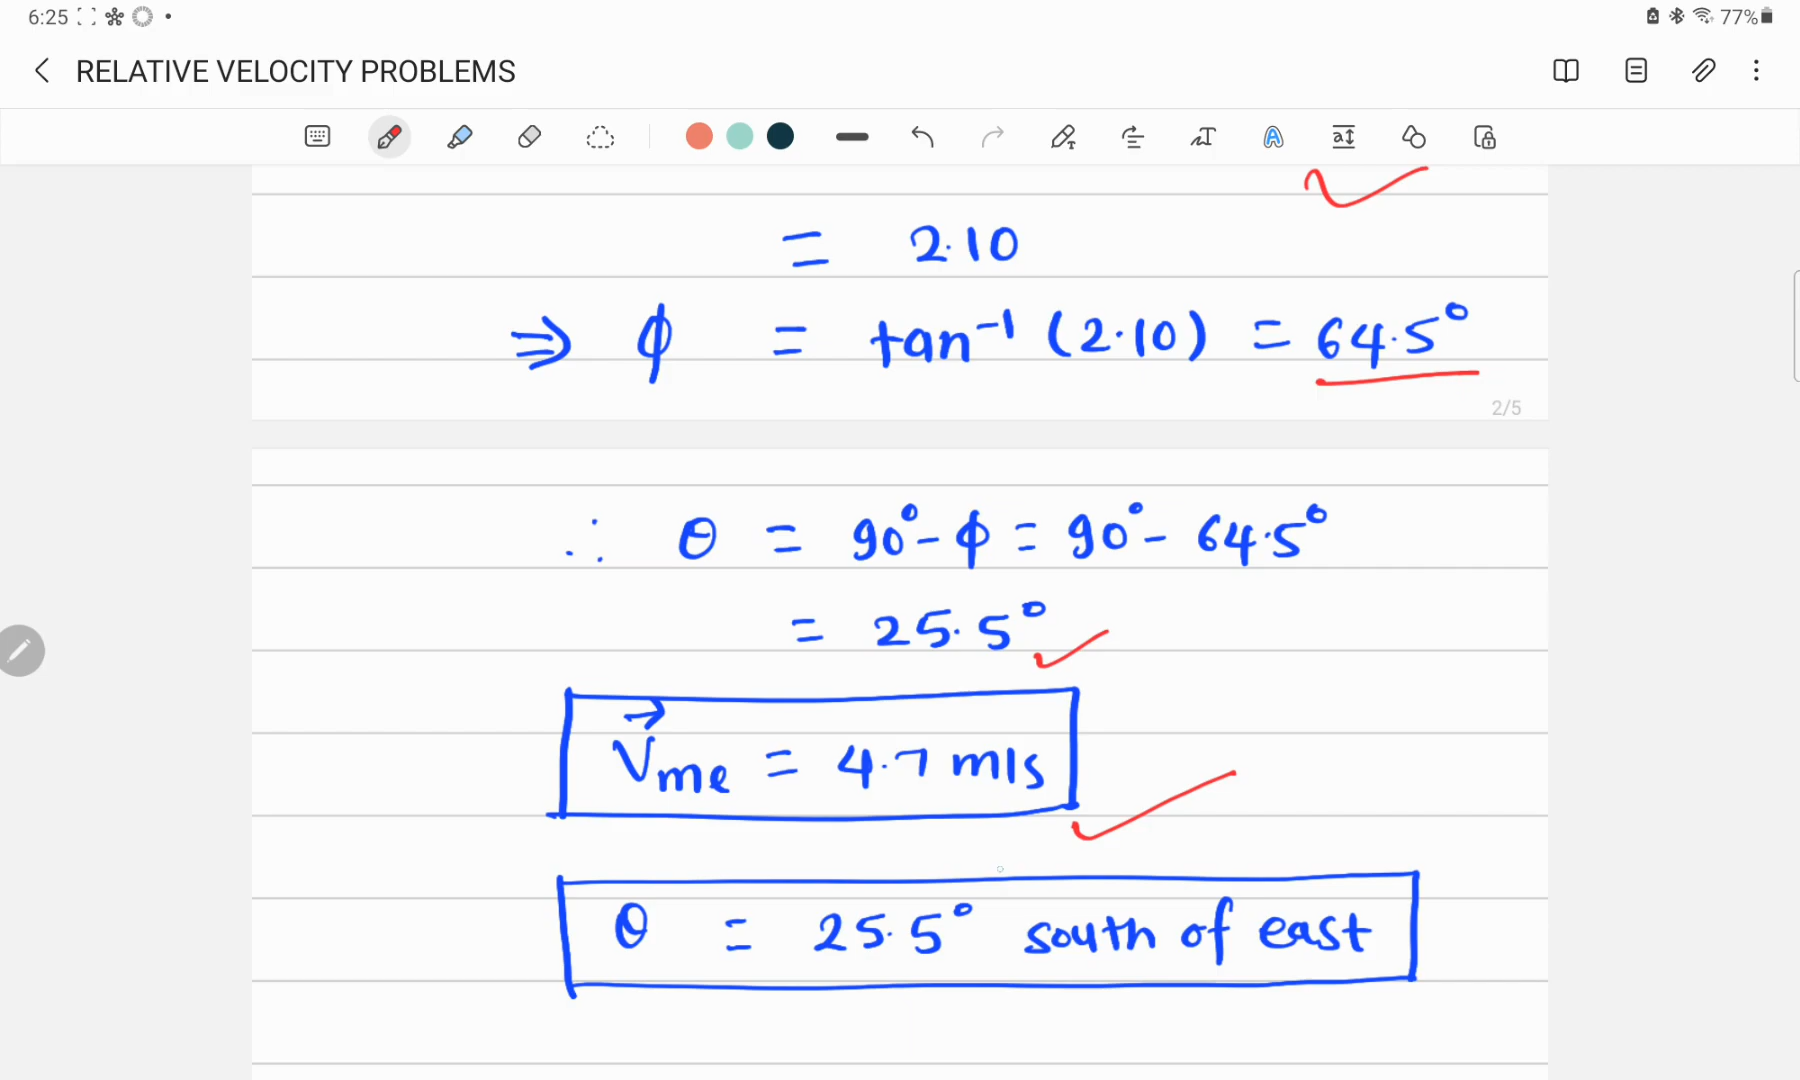 6:25 77%
RELATIVE VELOCITY PROBLEMS
= 2.10
⇒ ϕ = tan⁻¹ (2.10) = 64.5°
2/5
∴ θ = 90° - ϕ = 90° - 64.5°
= 25.5°
V⃗me = 4.7 m/s
θ = 25.5° south of east